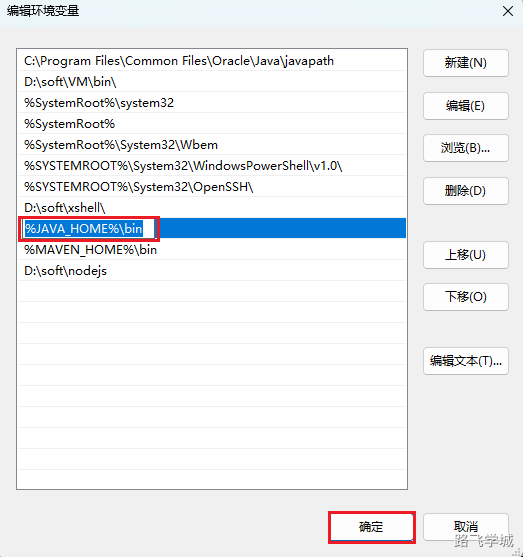 编辑环境变量
C:\Program Files\Common Files\Oracle\Java\javapath
D:\soft\VM\bin\
%SystemRoot%\system32
%SystemRoot%
%SystemRoot%\System32\Wbem
%SYSTEMROOT%\System32\WindowsPowerShell\v1.0\
%SYSTEMROOT%\System32\OpenSSH\
D:\soft\xshell\
%JAVA_HOME%\bin
%MAVEN_HOME%\bin
D:\soft\nodejs
新建(N)
编辑(E)
浏览(B)...
删除(D)
上移(U)
下移(O)
编辑文本(T)...
确定
取消
路飞学城